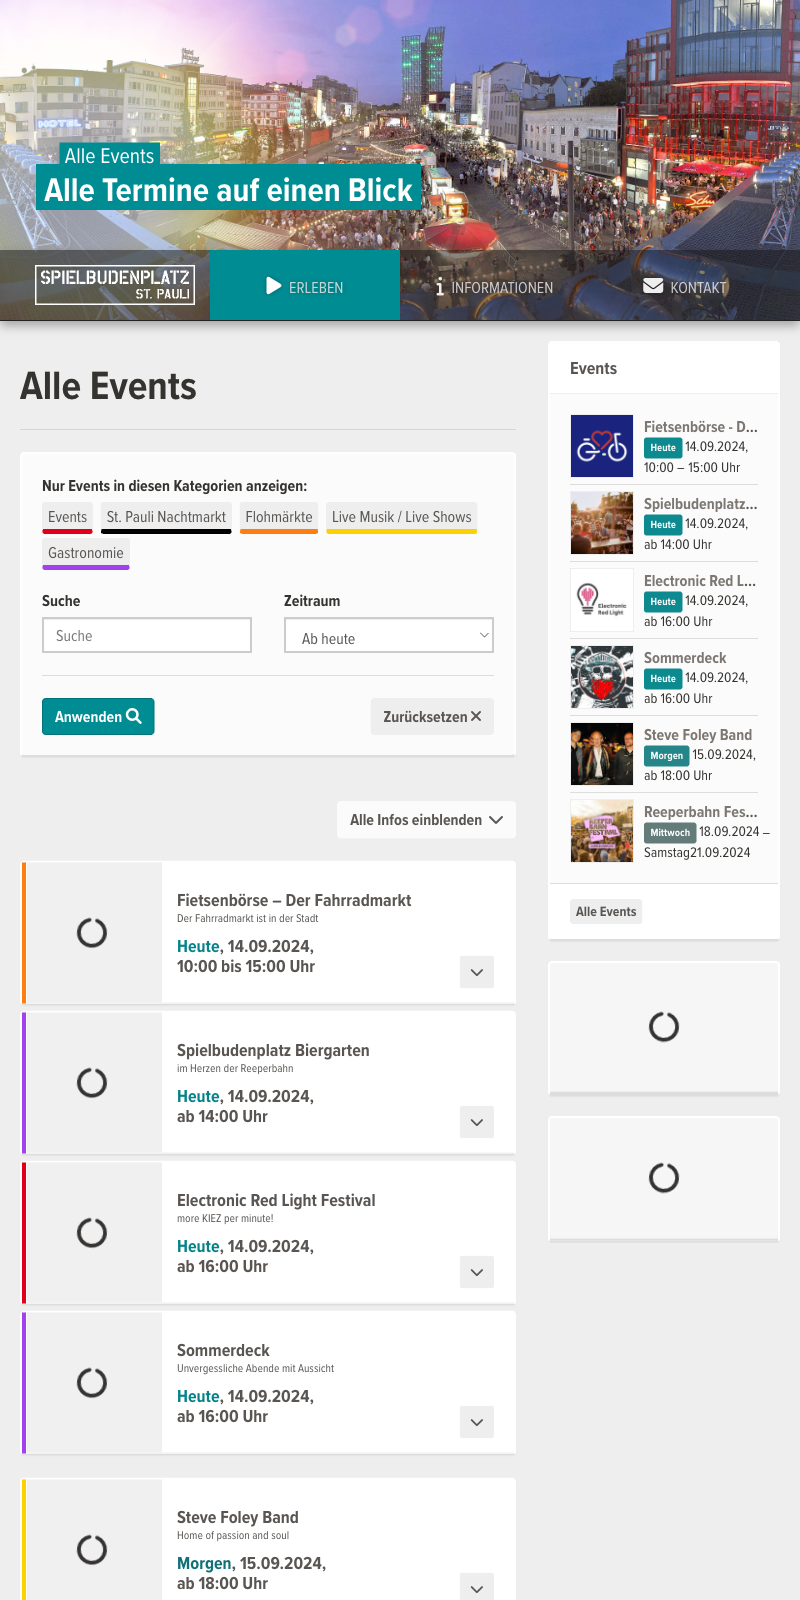 Alle Events
Alle Termine auf einen Blick
SPIELBUDENPLATZ
ST. PAULI
ERLEBEN
INFORMATIONEN
KONTAKT
Alle Events
Nur Events in diesen Kategorien anzeigen:
Events
St. Pauli Nachtmarkt
Flohmärkte
Live Musik / Live Shows
Gastronomie
Suche
Zeitraum
Suche
Ab heute
Anwenden
Zurücksetzen
Alle Infos einblenden
Fietsenbörse – Der Fahrradmarkt
Der Fahrradmarkt ist in der Stadt
Heute, 14.09.2024,
10:00 bis 15:00 Uhr
Spielbudenplatz Biergarten
im Herzen der Reeperbahn
Heute, 14.09.2024,
ab 14:00 Uhr
Electronic Red Light Festival
more KIEZ per minute!
Heute, 14.09.2024,
ab 16:00 Uhr
Sommerdeck
Unvergessliche Abende mit Aussicht
Heute, 14.09.2024,
ab 16:00 Uhr
Steve Foley Band
Home of passion and soul
Morgen, 15.09.2024,
ab 18:00 Uhr
Events
Fietsenbörse - D...
Heute 14.09.2024,
10:00 – 15:00 Uhr
Spielbudenplatz...
Heute 14.09.2024,
ab 14:00 Uhr
Electronic
Red Light
Electronic Red L...
Heute 14.09.2024,
ab 16:00 Uhr
Sommerdeck
Heute 14.09.2024,
ab 16:00 Uhr
Steve Foley Band
Morgen 15.09.2024,
ab 18:00 Uhr
REEPER
BAHN
FESTIVAL
Reeperbahn Fes...
Mittwoch 18.09.2024 –
Samstag21.09.2024
Alle Events
HOTEL